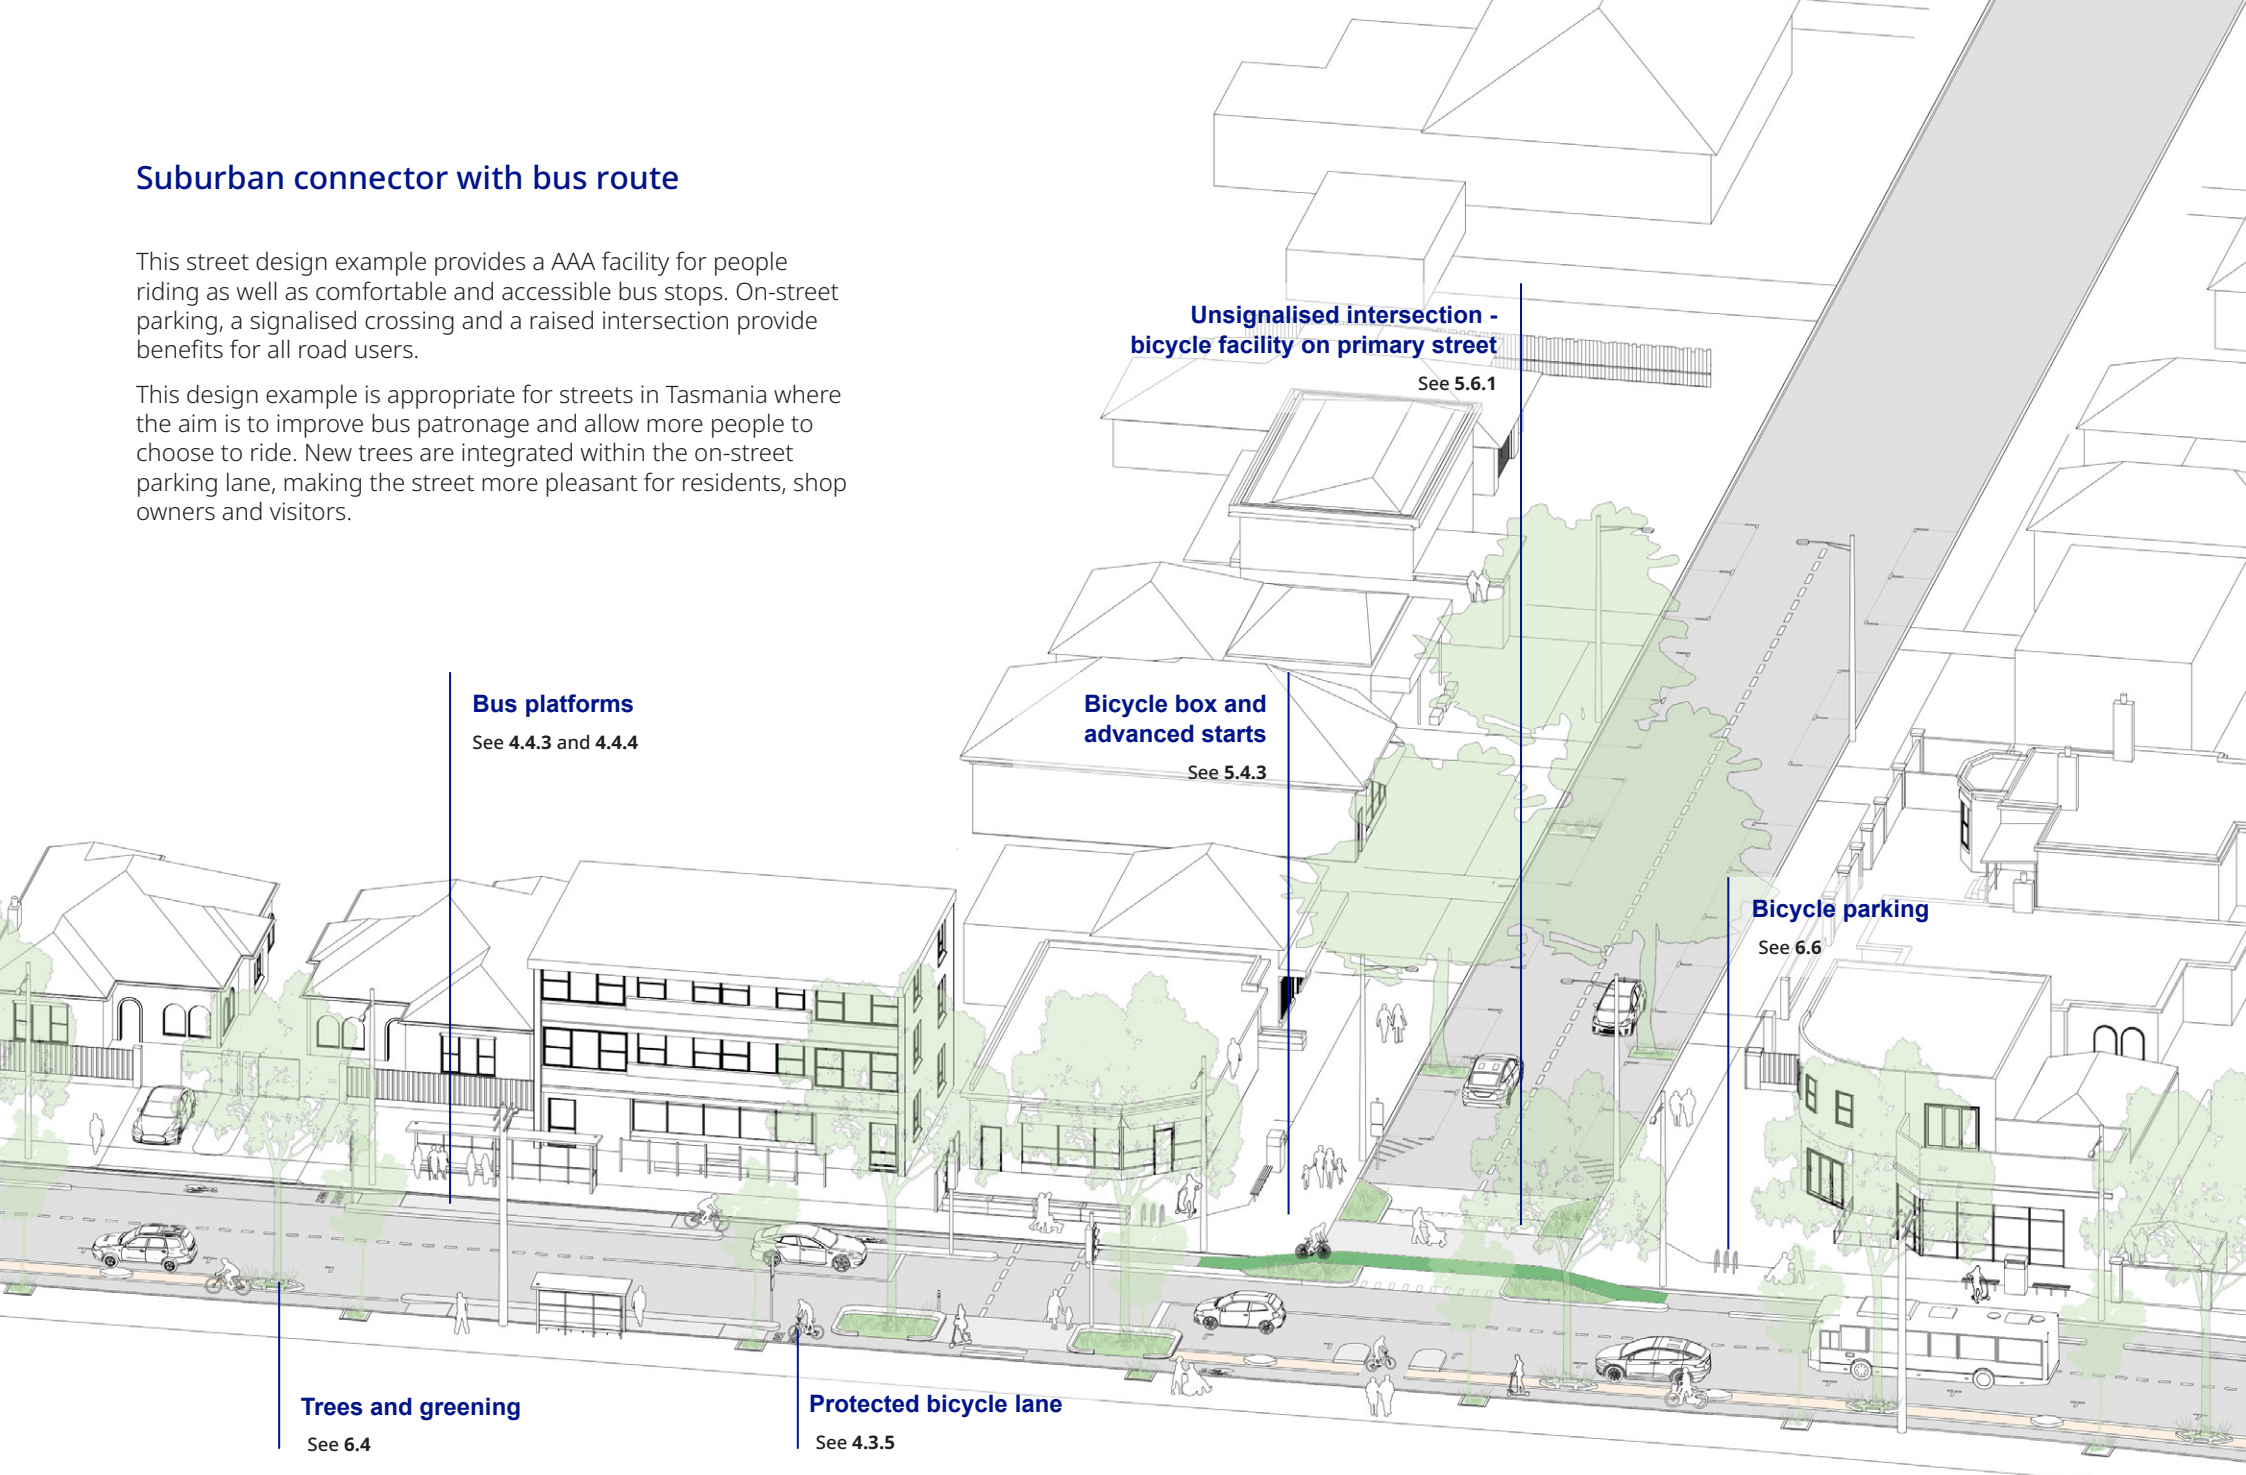 Suburban connector with bus route
This street design example provides a AAA facility for people
riding as well as comfortable and accessible bus stops. On-street
parking, a signalised crossing and a raised intersection provide
benefits for all road users.
This design example is appropriate for streets in Tasmania where
the aim is to improve bus patronage and allow more people to
choose to ride. New trees are integrated within the on-street
parking lane, making the street more pleasant for residents, shop
owners and visitors.
Unsignalised intersection -
bicycle facility on primary street
See 5.6.1
Bus platforms
See 4.4.3 and 4.4.4
Bicycle box and
advanced starts
See 5.4.3
Bicycle parking
See 6.6
Trees and greening
See 6.4
Protected bicycle lane
See 4.3.5